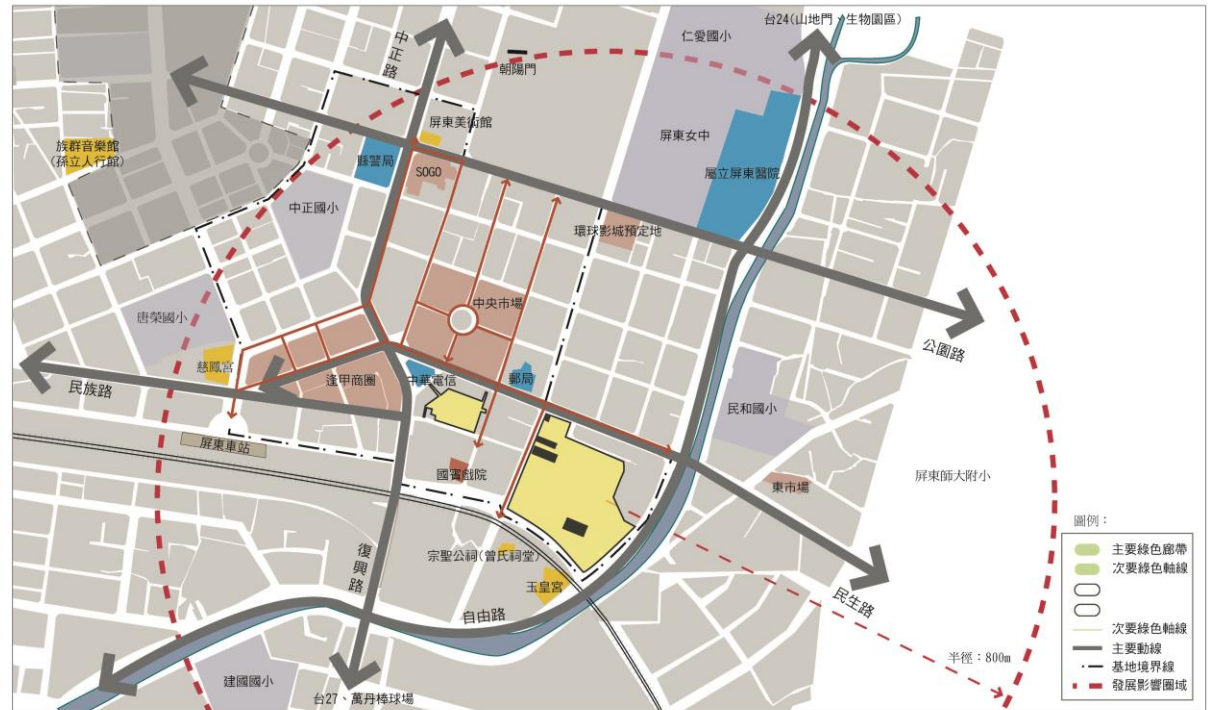 台24(山地門、生物園區)
中正路
仁愛國小
朝陽門
屏東美術館
屏東女中
族群音樂館
(孫立人行館)
縣警局
SOGO
屬立屏東醫院
中正國小
環球影城預定地
中央市場
唐榮國小
公園路
慈鳳宮
逢甲商圈
中華電信
郵局
民族路
民和國小
屏東車站
國賓戲院
東市場
屏東師大附小
圖例：
主要綠色廊帶
次要綠色軸線
次要綠色軸線
主要動線
基地境界線
發展影響圈域
復興路
宗聖公祠(曾氏祠堂)
玉皇宮
自由路
民生路
半徑：800m
建國國小
台27、萬丹棒球場